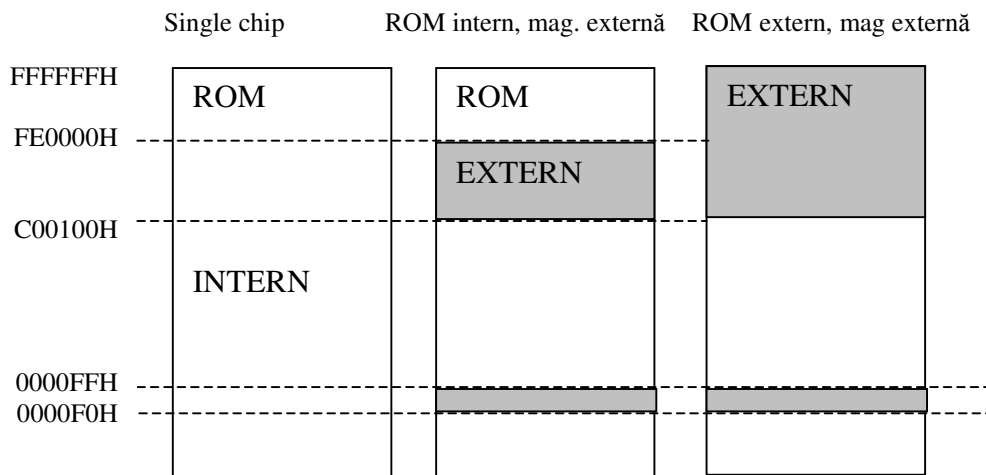 Single chip ROM intern, mag. externă ROM extern, mag externă
FFFFFFH ROM ROM EXTERN
FE0000H
EXTERN
C00100H
INTERN
0000FFH
0000F0H